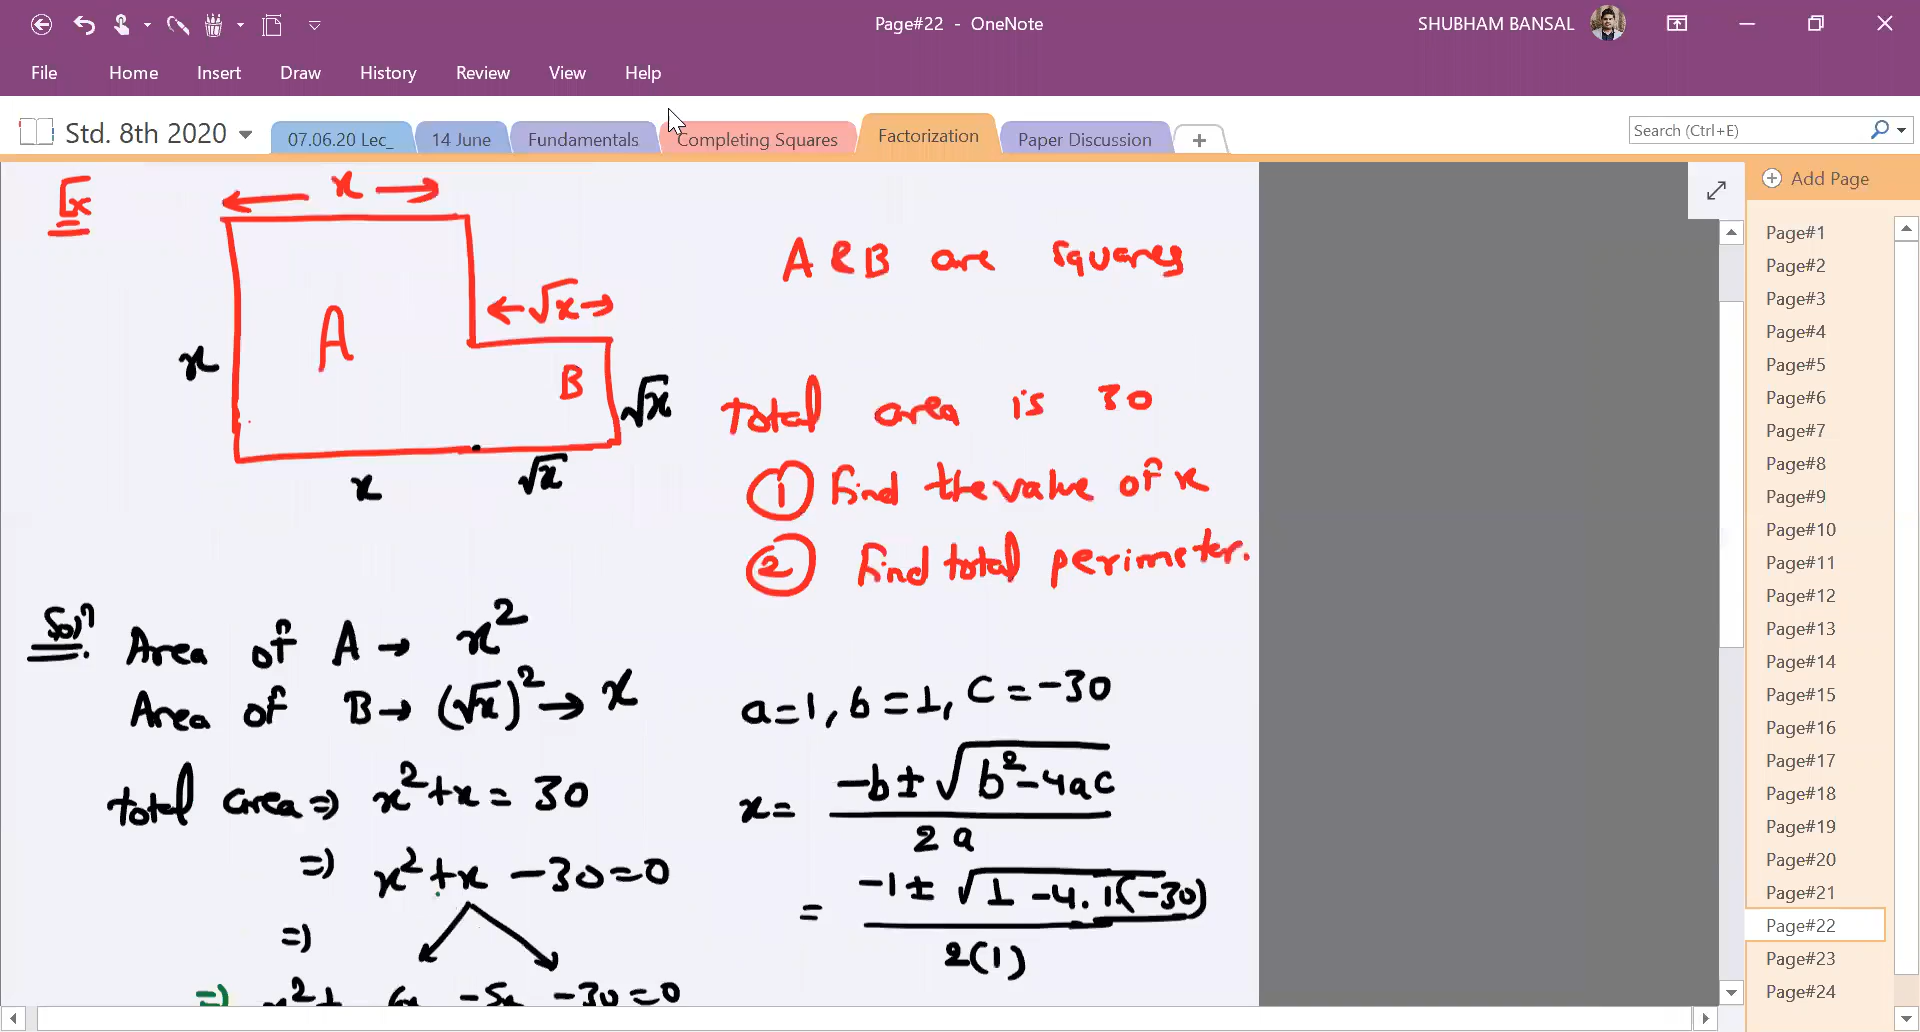 Page#22 - OneNote
SHUBHAM BANSAL
File Home Insert Draw History Review View Help
Std. 8th 2020
07.06.20 Lec_
14 June
Fundamentals
Completing Squares
Factorization
Paper Discussion
+
Search (Ctrl+E)
Ex
x
A & B are squares
√x
A
x
B
√x
x
√x
total area is 30
① Find the value of x
② Find total perimeter.
Solⁿ.
Area of A → x²
Area of B → (√x)² → x
total area ⇒ x²+x = 30
⇒ x²+x -30=0
⇒
⇒ x²+ 6x -5x -30=0
a=1, b=1, c=-30
x= -b±√b²-4ac
2a
= -1±√1-4.1(-30)
2(1)
Add Page
Page#1
Page#2
Page#3
Page#4
Page#5
Page#6
Page#7
Page#8
Page#9
Page#10
Page#11
Page#12
Page#13
Page#14
Page#15
Page#16
Page#17
Page#18
Page#19
Page#20
Page#21
Page#22
Page#23
Page#24